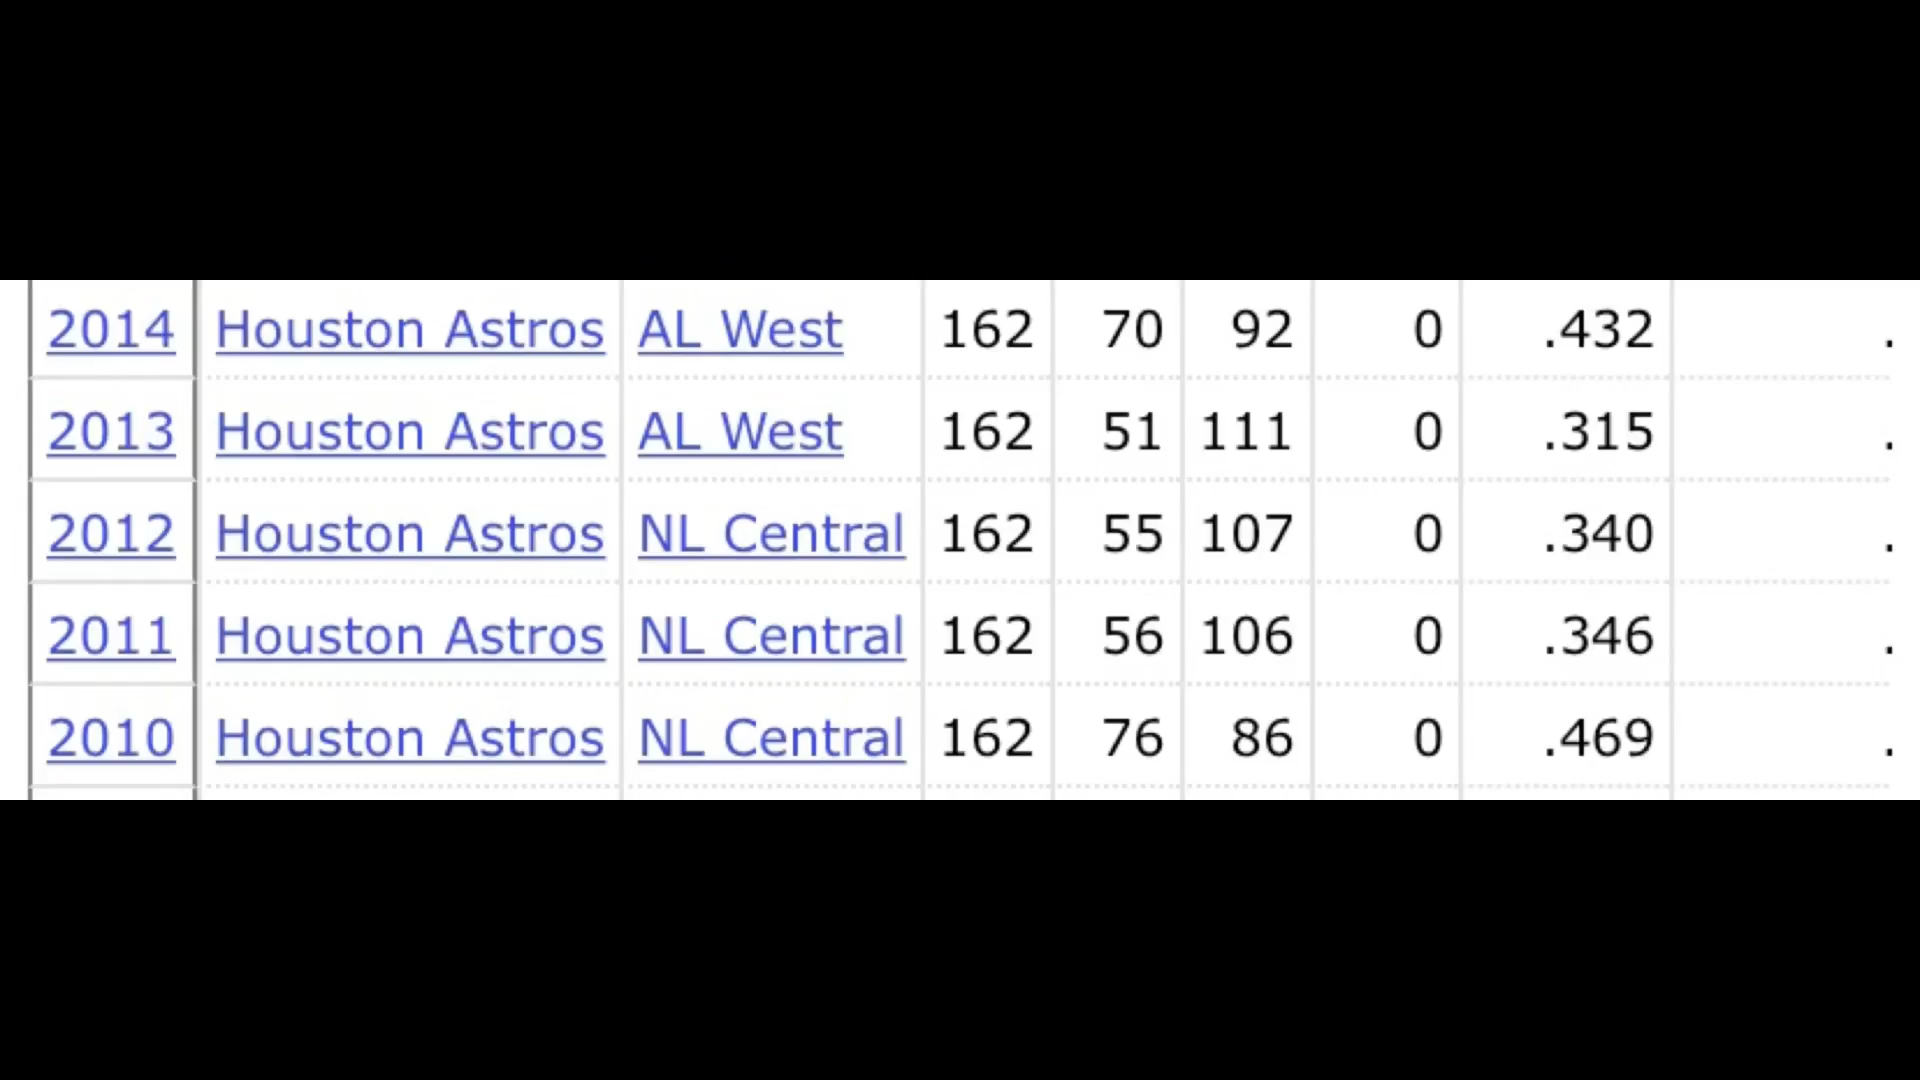 2014 Houston Astros AL West 162 70 92 0 .432 .
2013 Houston Astros AL West 162 51 111 0 .315 .
2012 Houston Astros NL Central 162 55 107 0 .340 .
2011 Houston Astros NL Central 162 56 106 0 .346 .
2010 Houston Astros NL Central 162 76 86 0 .469 .